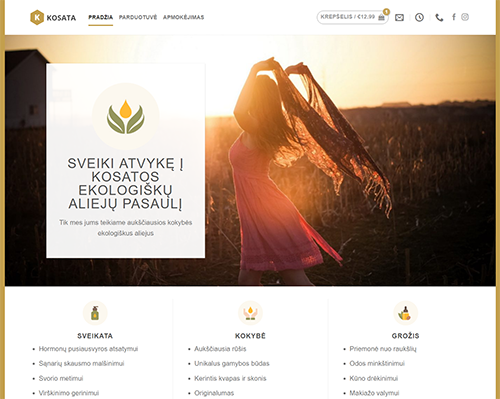 K KOSATA PRADŽIA PARDUOTUVĖ APMOKĖJIMAS KREPŠELIS / €12.99 1
SVEIKI ATVYKĘ Į
KOSATOS
EKOLOGIŠKŲ
ALIEJŲ PASAULĮ
Tik mes jums teikiame aukščiausios kokybės
ekologiškus aliejus
SVEIKATA
Hormonų pusiausvyros atsatymui
Sąnarių skausmo malšinimui
Svorio metimui
Virškinimo gerinimui
KOKYBĖ
Aukščiausia rūšis
Unikalus gamybos būdas
Kerintis kvapas ir skonis
Originalumas
GROŽIS
Priemonė nuo raukšlių
Odos minkštinimui
Kūno drėkinimui
Makiažo valymui